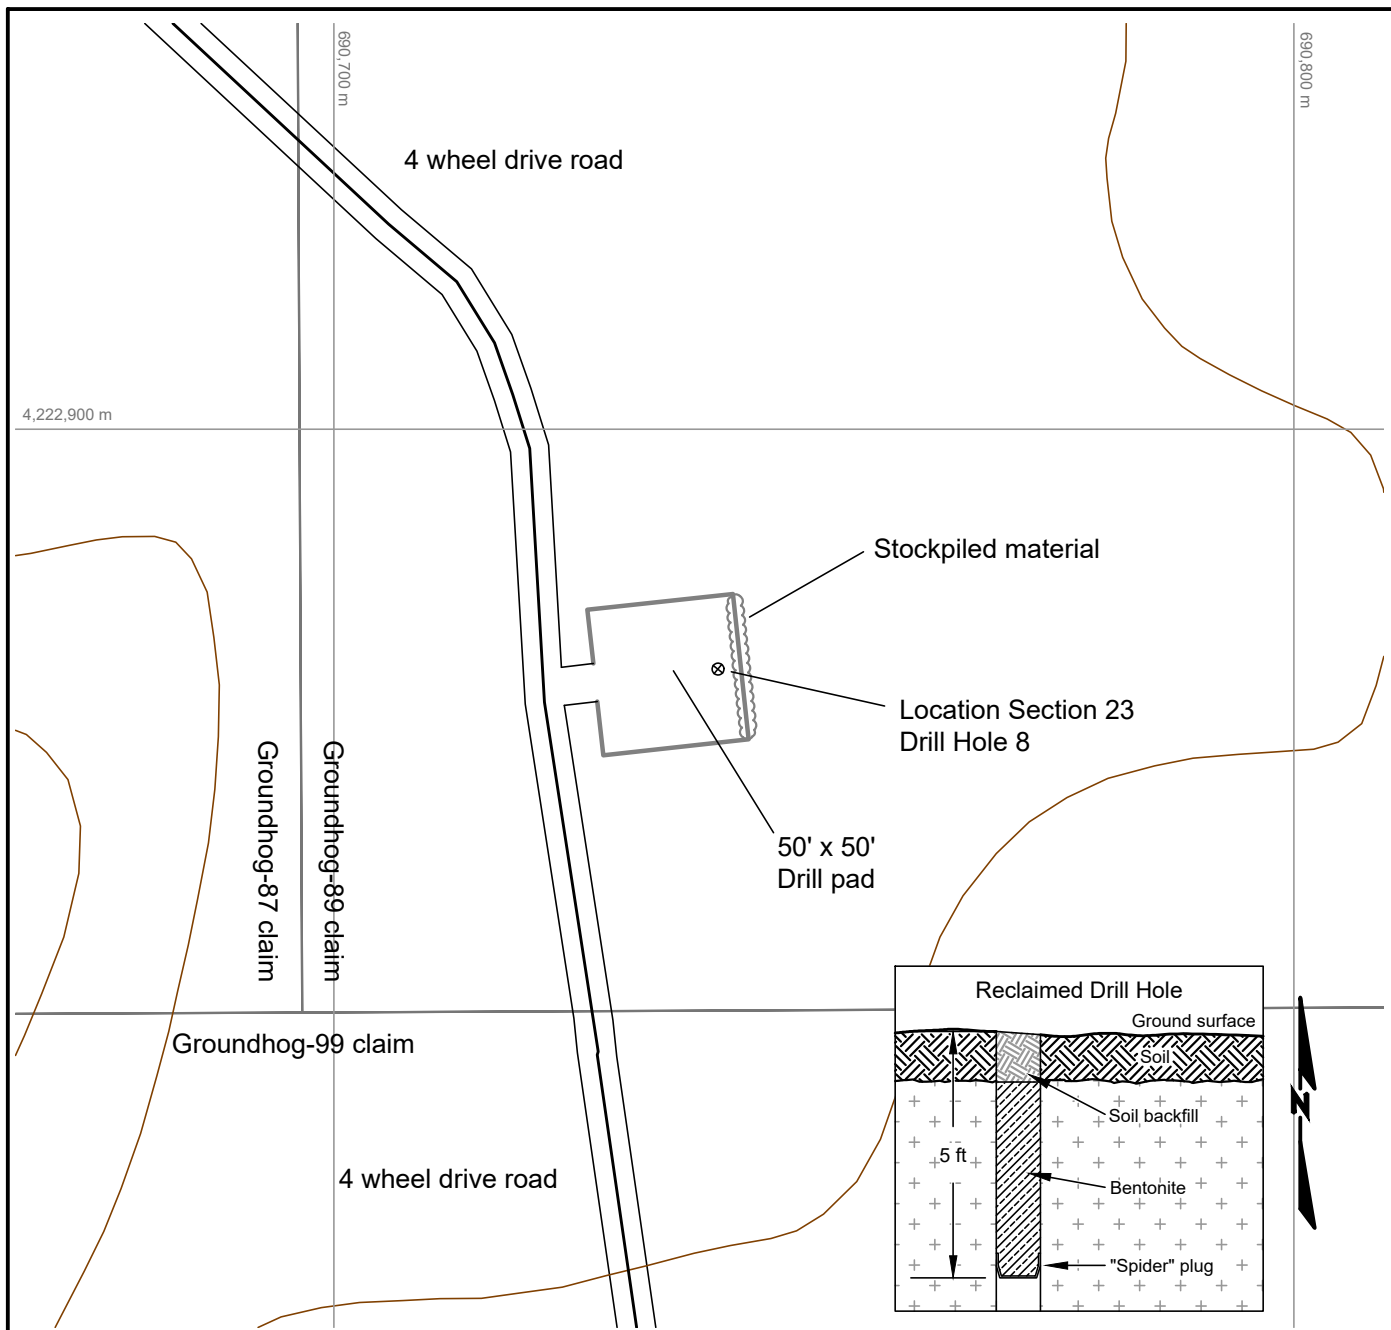 690,700 m
690,800 m
4 wheel drive road
4,222,900 m
Stockpiled material
Location Section 23
Drill Hole 8
Groundhog-87 claim
Groundhog-89 claim
50' x 50'
Drill pad
Groundhog-99 claim
4 wheel drive road
Reclaimed Drill Hole
Ground surface
Soil
Soil backfill
5 ft
Bentonite
"Spider" plug
N